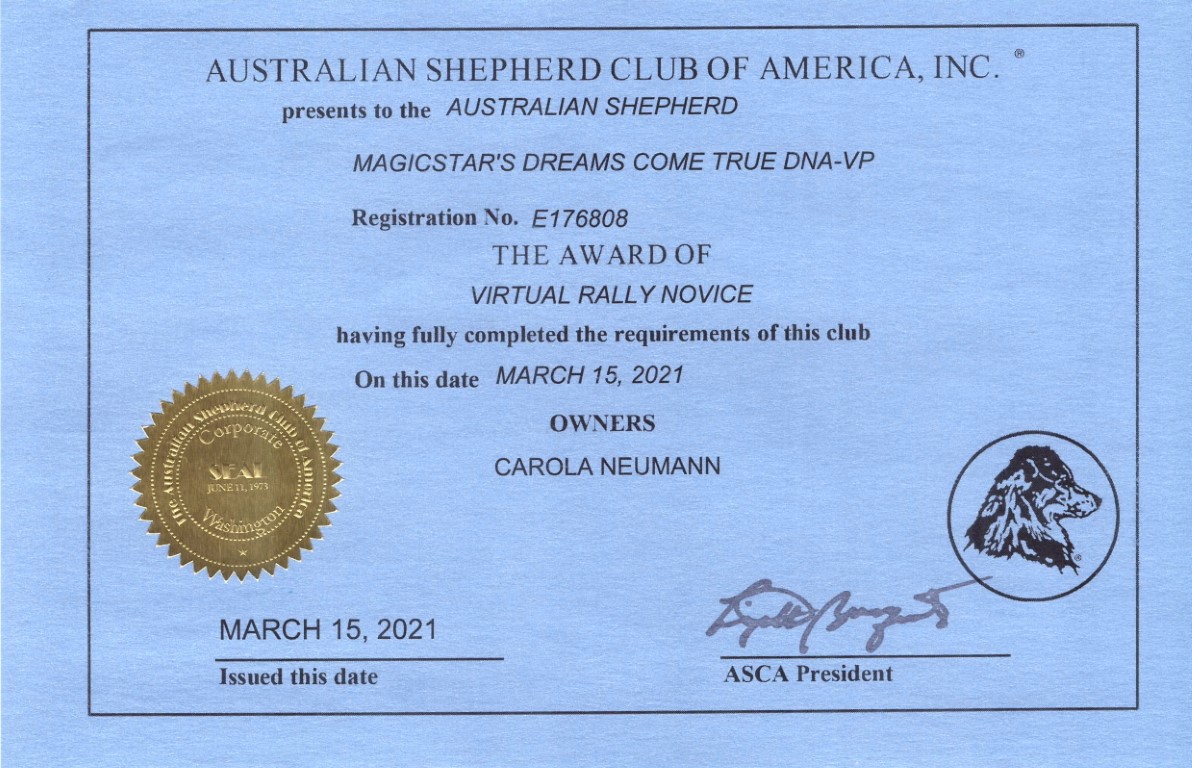 AUSTRALIAN SHEPHERD CLUB OF AMERICA, INC. ®
presents to the AUSTRALIAN SHEPHERD
MAGICSTAR'S DREAMS COME TRUE DNA-VP
Registration No. E176808
THE AWARD OF
VIRTUAL RALLY NOVICE
having fully completed the requirements of this club
On this date MARCH 15, 2021
OWNERS
CAROLA NEUMANN
The Australian Shepherd Club of America
Corporate
SEAL
JUNE 11, 1973
Washington
®
MARCH 15, 2021
Issued this date
ASCA President